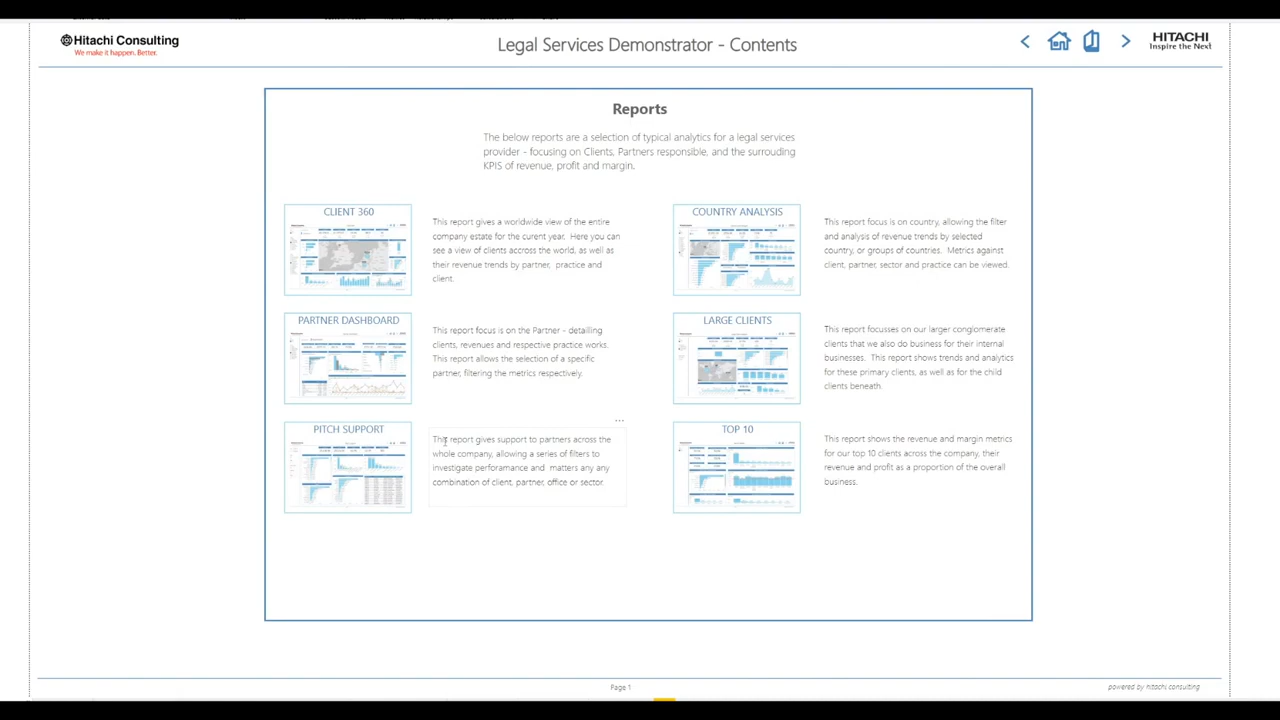 Hitachi Consulting
We make it happen. Better.
Legal Services Demonstrator - Contents
HITACHI
Inspire the Next
Reports
The below reports are a selection of typical analytics for a legal services
provider - focusing on Clients, Partners responsible, and the surrouding
KPIS of revenue, profit and margin.
CLIENT 360
This report gives a worldwide view of the entire
company estate for the curent year. Here you can
see a view of clients accross the world, as well as
their revenue trends by partner, practice and
client.
COUNTRY ANALYSIS
This report focus is on country, allowing the filter
and analysis of revenue trends by selected
country, or groups of countries. Metrics against
client, partner, sector and practice can be viewed.
PARTNER DASHBOARD
This report focus is on the Partner - detailing
clients, revenues and respective practice works.
This report allows the selection of a specific
partner, filtering the metrics respectively.
LARGE CLIENTS
This report focusses on our larger conglomerate
clients that we also do business for their internal
businesses. This report shows trends and analytics
for these primary clients, as well as for the child
clients beneath.
PITCH SUPPORT
This report gives support to partners across the
whole company, allowing a series of filters to
investigate performance and matters any any
combination of client, partner, office or sector.
TOP 10
This report shows the revenue and margin metrics
for our top 10 clients across the company, their
revenue and profit as a proportion of the overall
business.
Page 1
powered by hitachi consulting